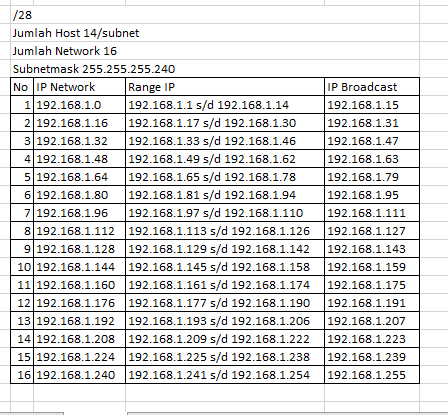 /28
Jumlah Host 14/subnet
Jumlah Network 16
Subnetmask 255.255.255.240
No IP Network Range IP IP Broadcast
1 192.168.1.0 192.168.1.1 s/d 192.168.1.14 192.168.1.15
2 192.168.1.16 192.168.1.17 s/d 192.168.1.30 192.168.1.31
3 192.168.1.32 192.168.1.33 s/d 192.168.1.46 192.168.1.47
4 192.168.1.48 192.168.1.49 s/d 192.168.1.62 192.168.1.63
5 192.168.1.64 192.168.1.65 s/d 192.168.1.78 192.168.1.79
6 192.168.1.80 192.168.1.81 s/d 192.168.1.94 192.168.1.95
7 192.168.1.96 192.168.1.97 s/d 192.168.1.110 192.168.1.111
8 192.168.1.112 192.168.1.113 s/d 192.168.1.126 192.168.1.127
9 192.168.1.128 192.168.1.129 s/d 192.168.1.142 192.168.1.143
10 192.168.1.144 192.168.1.145 s/d 192.168.1.158 192.168.1.159
11 192.168.1.160 192.168.1.161 s/d 192.168.1.174 192.168.1.175
12 192.168.1.176 192.168.1.177 s/d 192.168.1.190 192.168.1.191
13 192.168.1.192 192.168.1.193 s/d 192.168.1.206 192.168.1.207
14 192.168.1.208 192.168.1.209 s/d 192.168.1.222 192.168.1.223
15 192.168.1.224 192.168.1.225 s/d 192.168.1.238 192.168.1.239
16 192.168.1.240 192.168.1.241 s/d 192.168.1.254 192.168.1.255